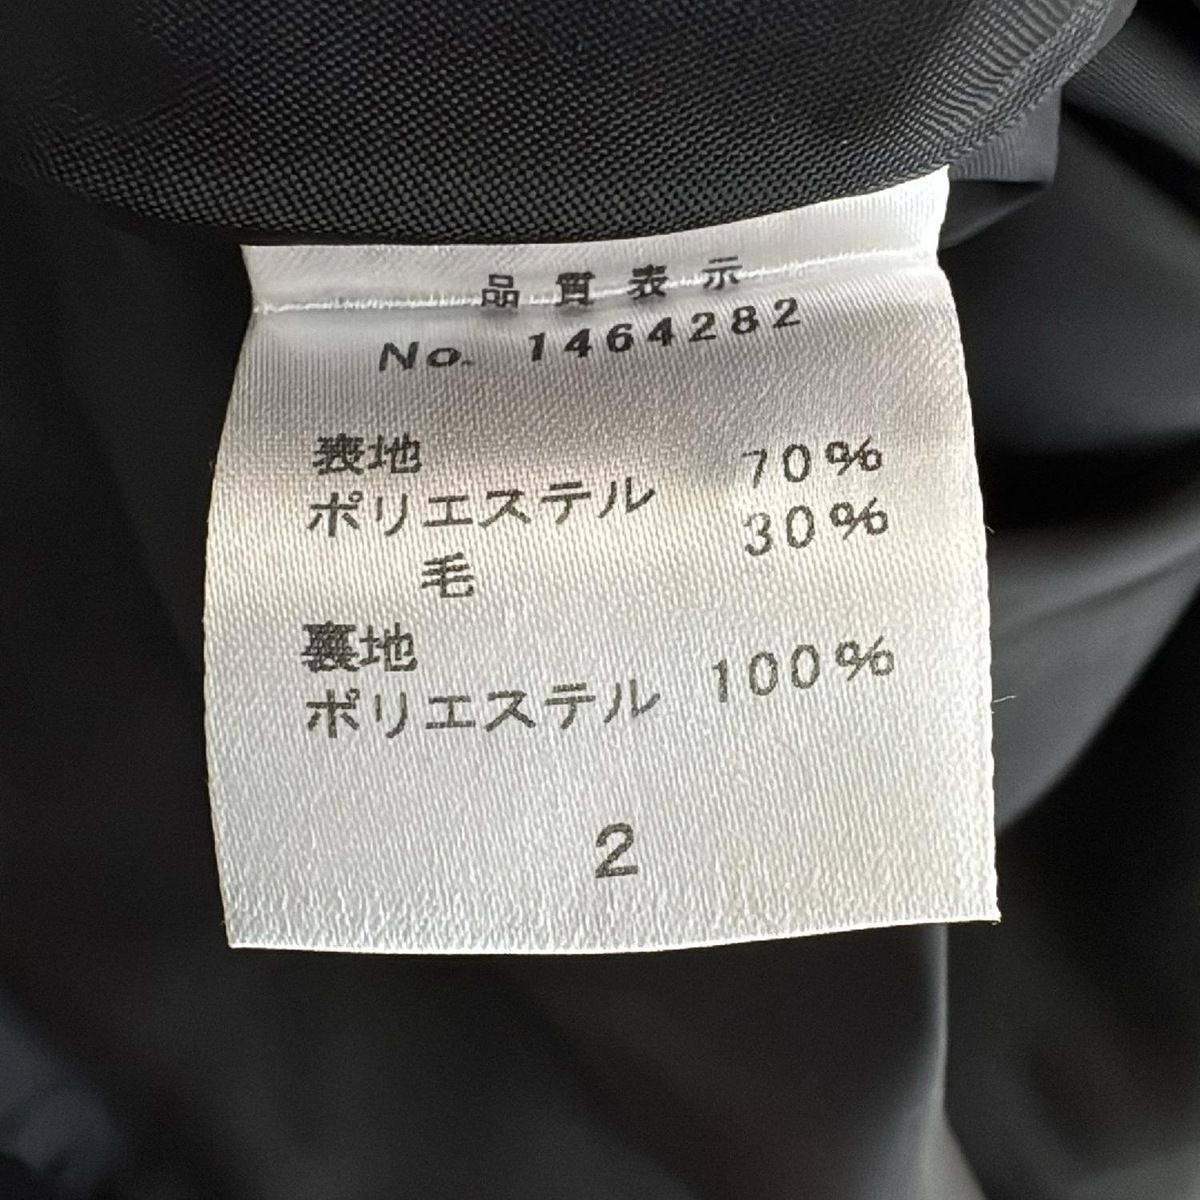 品質表示
No. 1464282
表地
ポリエステル 70%
毛 30%
裏地
ポリエステル 100%
2